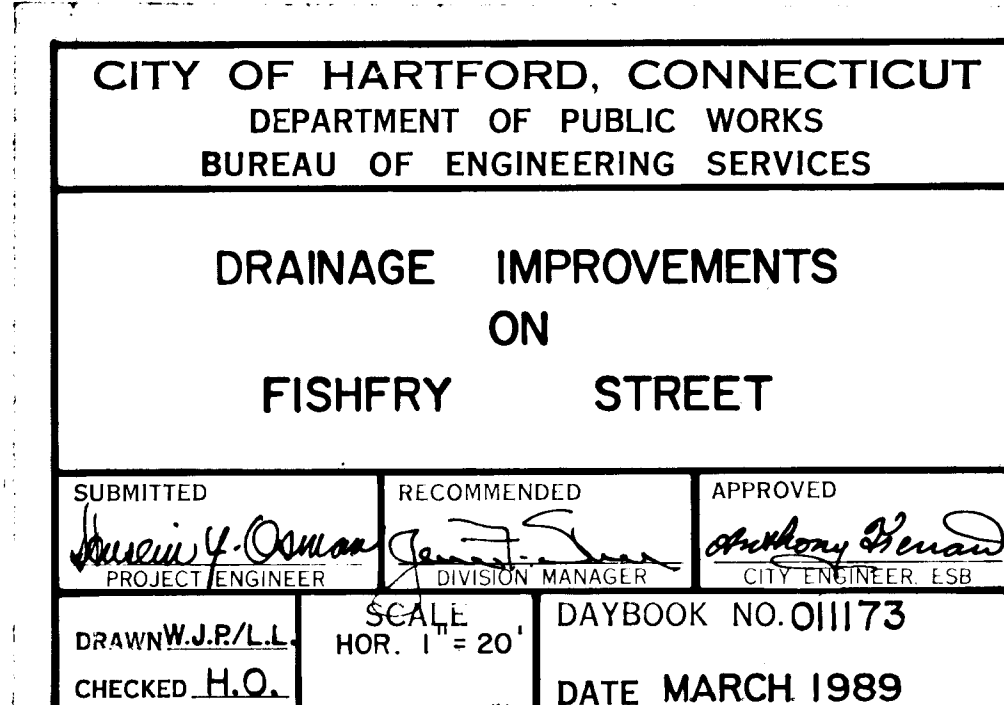 CITY OF HARTFORD, CONNECTICUT
DEPARTMENT OF PUBLIC WORKS
BUREAU OF ENGINEERING SERVICES
DRAINAGE IMPROVEMENTS
ON
FISHFRY STREET
SUBMITTED
Husein Y. Osman
PROJECT ENGINEER
RECOMMENDED
DIVISION MANAGER
APPROVED
Anthony
CITY ENGINEER. ESB
DRAWN W.J.P./L.L.
CHECKED H.O.
SCALE
HOR. 1" = 20'
DAYBOOK NO. 011173
DATE MARCH 1989